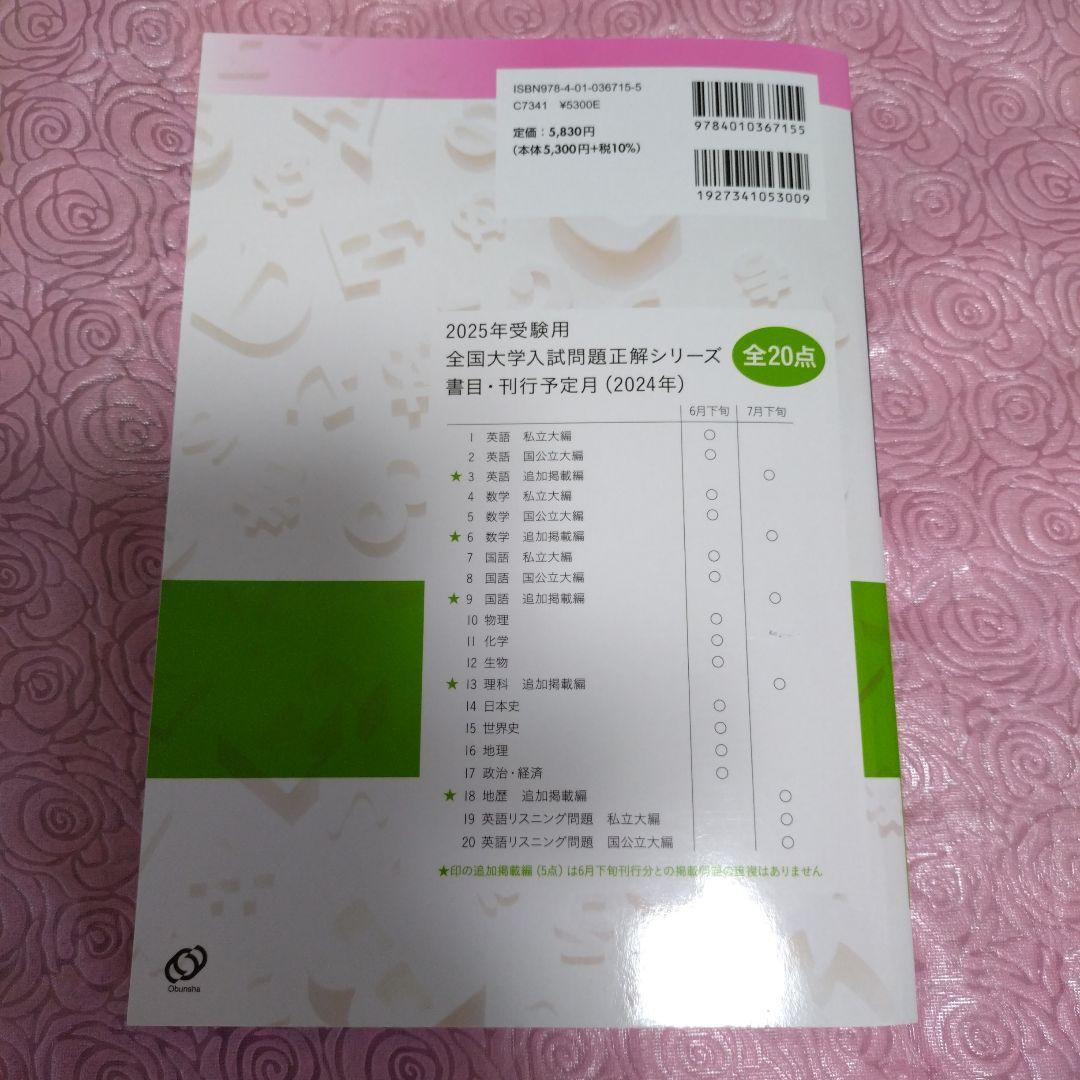 ISBN978-4-01-036715-5
C7341 ¥5300E
定価:5,830円
(本体5,300円+税10%)
9784010367155
1927341053009
2025年受験用
全国大学入試問題正解シリーズ
書目・刊行予定月(2024年)
全20点
6月下旬 7月下旬
1 英語 私立大編 ○
2 英語 国公立大編 ○
★ 3 英語 追加掲載編 ○
4 数学 私立大編 ○
5 数学 国公立大編 ○
★ 6 数学 追加掲載編 ○
7 国語 私立大編 ○
8 国語 国公立大編 ○
★ 9 国語 追加掲載編 ○
10 物理 ○
11 化学 ○
12 生物 ○
★ 13 理科 追加掲載編 ○
14 日本史 ○
15 世界史 ○
16 地理 ○
17 政治・経済 ○
★ 18 地歴 追加掲載編 ○
19 英語リスニング問題 私立大編 ○
20 英語リスニング問題 国公立大編 ○
★印の追加掲載編(5点)は6月下旬刊行分との掲載問題の重複はありません
Obunsha